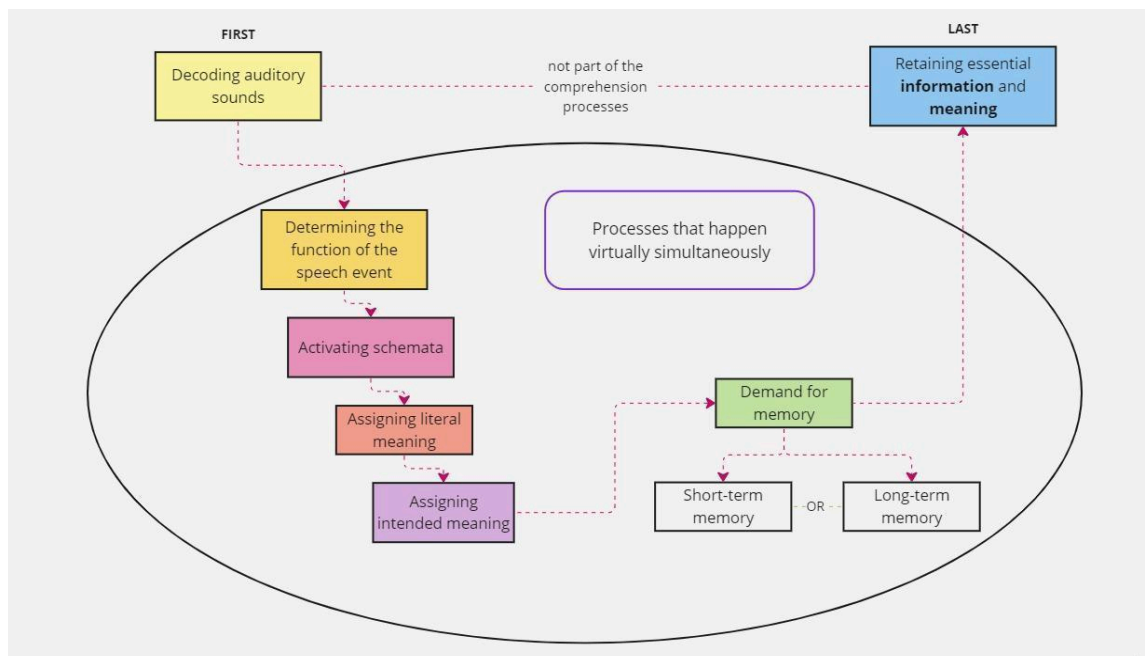 FIRST
LAST
Decoding auditory
sounds
not part of the
comprehension
processes
Retaining essential
information and
meaning
Determining the
function of the
speech event
Processes that happen
virtually simultaneously
Activating schemata
Assigning literal
meaning
Demand for
memory
Assigning
intended meaning
Short-term
memory
OR
Long-term
memory